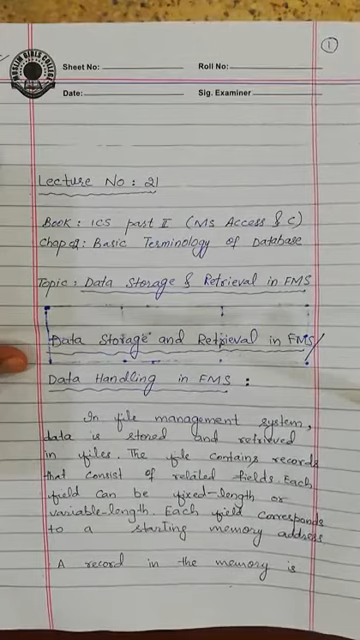 1
MUSLIM GIRLS COLLEGE
Sheet No: Roll No:
Date: Sig. Examiner
Lecture No : 21
Book : ICS part II (MS Access & C)
Chap 01: Basic Terminology of Database
Topic : Data Storage & Retrieval in FMS
Data Storage and Retrieval in FMS/
Data Handling in FMS :
In file management system,
data is stored and retrieved
in files. The file contains records
that consist of related fields. Each
field can be fixed-length or
variable-length. Each field corresponds
to a starting memory address.
A record in the memory is